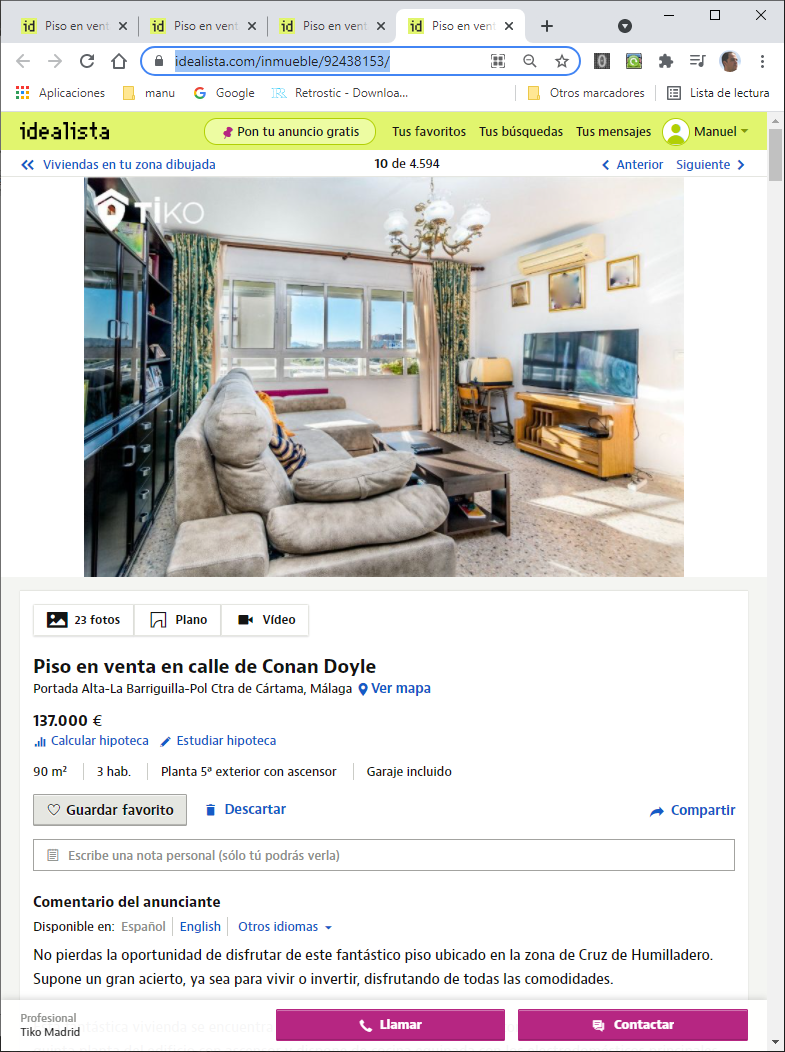 Piso en vent
Piso en vent
Piso en vent
Piso en vent
idealista.com/inmueble/92438153/
Aplicaciones
manu
Google
Retrostic - Downloa...
Otros marcadores
Lista de lectura
idealista
Pon tu anuncio gratis
Tus favoritos
Tus búsquedas
Tus mensajes
Manuel
Viviendas en tu zona dibujada
10 de 4.594
Anterior
Siguiente
TIKO
23 fotos
Plano
Vídeo
Piso en venta en calle de Conan Doyle
Portada Alta-La Barriguilla-Pol Ctra de Cártama, Málaga Ver mapa
137.000 €
Calcular hipoteca Estudiar hipoteca
90 m² 3 hab. Planta 5ª exterior con ascensor Garaje incluido
Guardar favorito Descartar Compartir
Escribe una nota personal (sólo tú podrás verla)
Comentario del anunciante
Disponible en: Español English Otros idiomas
No pierdas la oportunidad de disfrutar de este fantástico piso ubicado en la zona de Cruz de Humilladero.
Supone un gran acierto, ya sea para vivir o invertir, disfrutando de todas las comodidades.
Profesional
Tiko Madrid
Llamar
Contactar